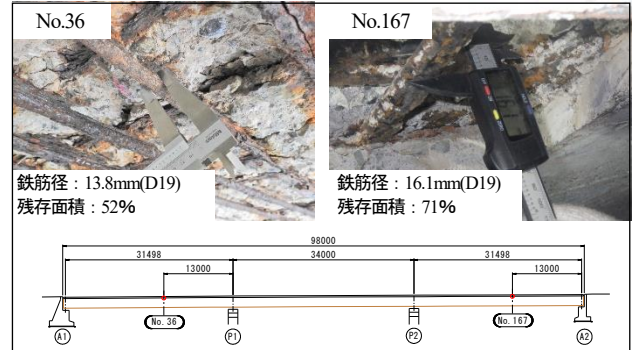 No.36
鉄筋径：13.8mm(D19)
残存面積：52%
No.167
鉄筋径：16.1mm(D19)
残存面積：71%
98000
31498
34000
31498
13000
13000
No.36
No.167
A1
P1
P2
A2